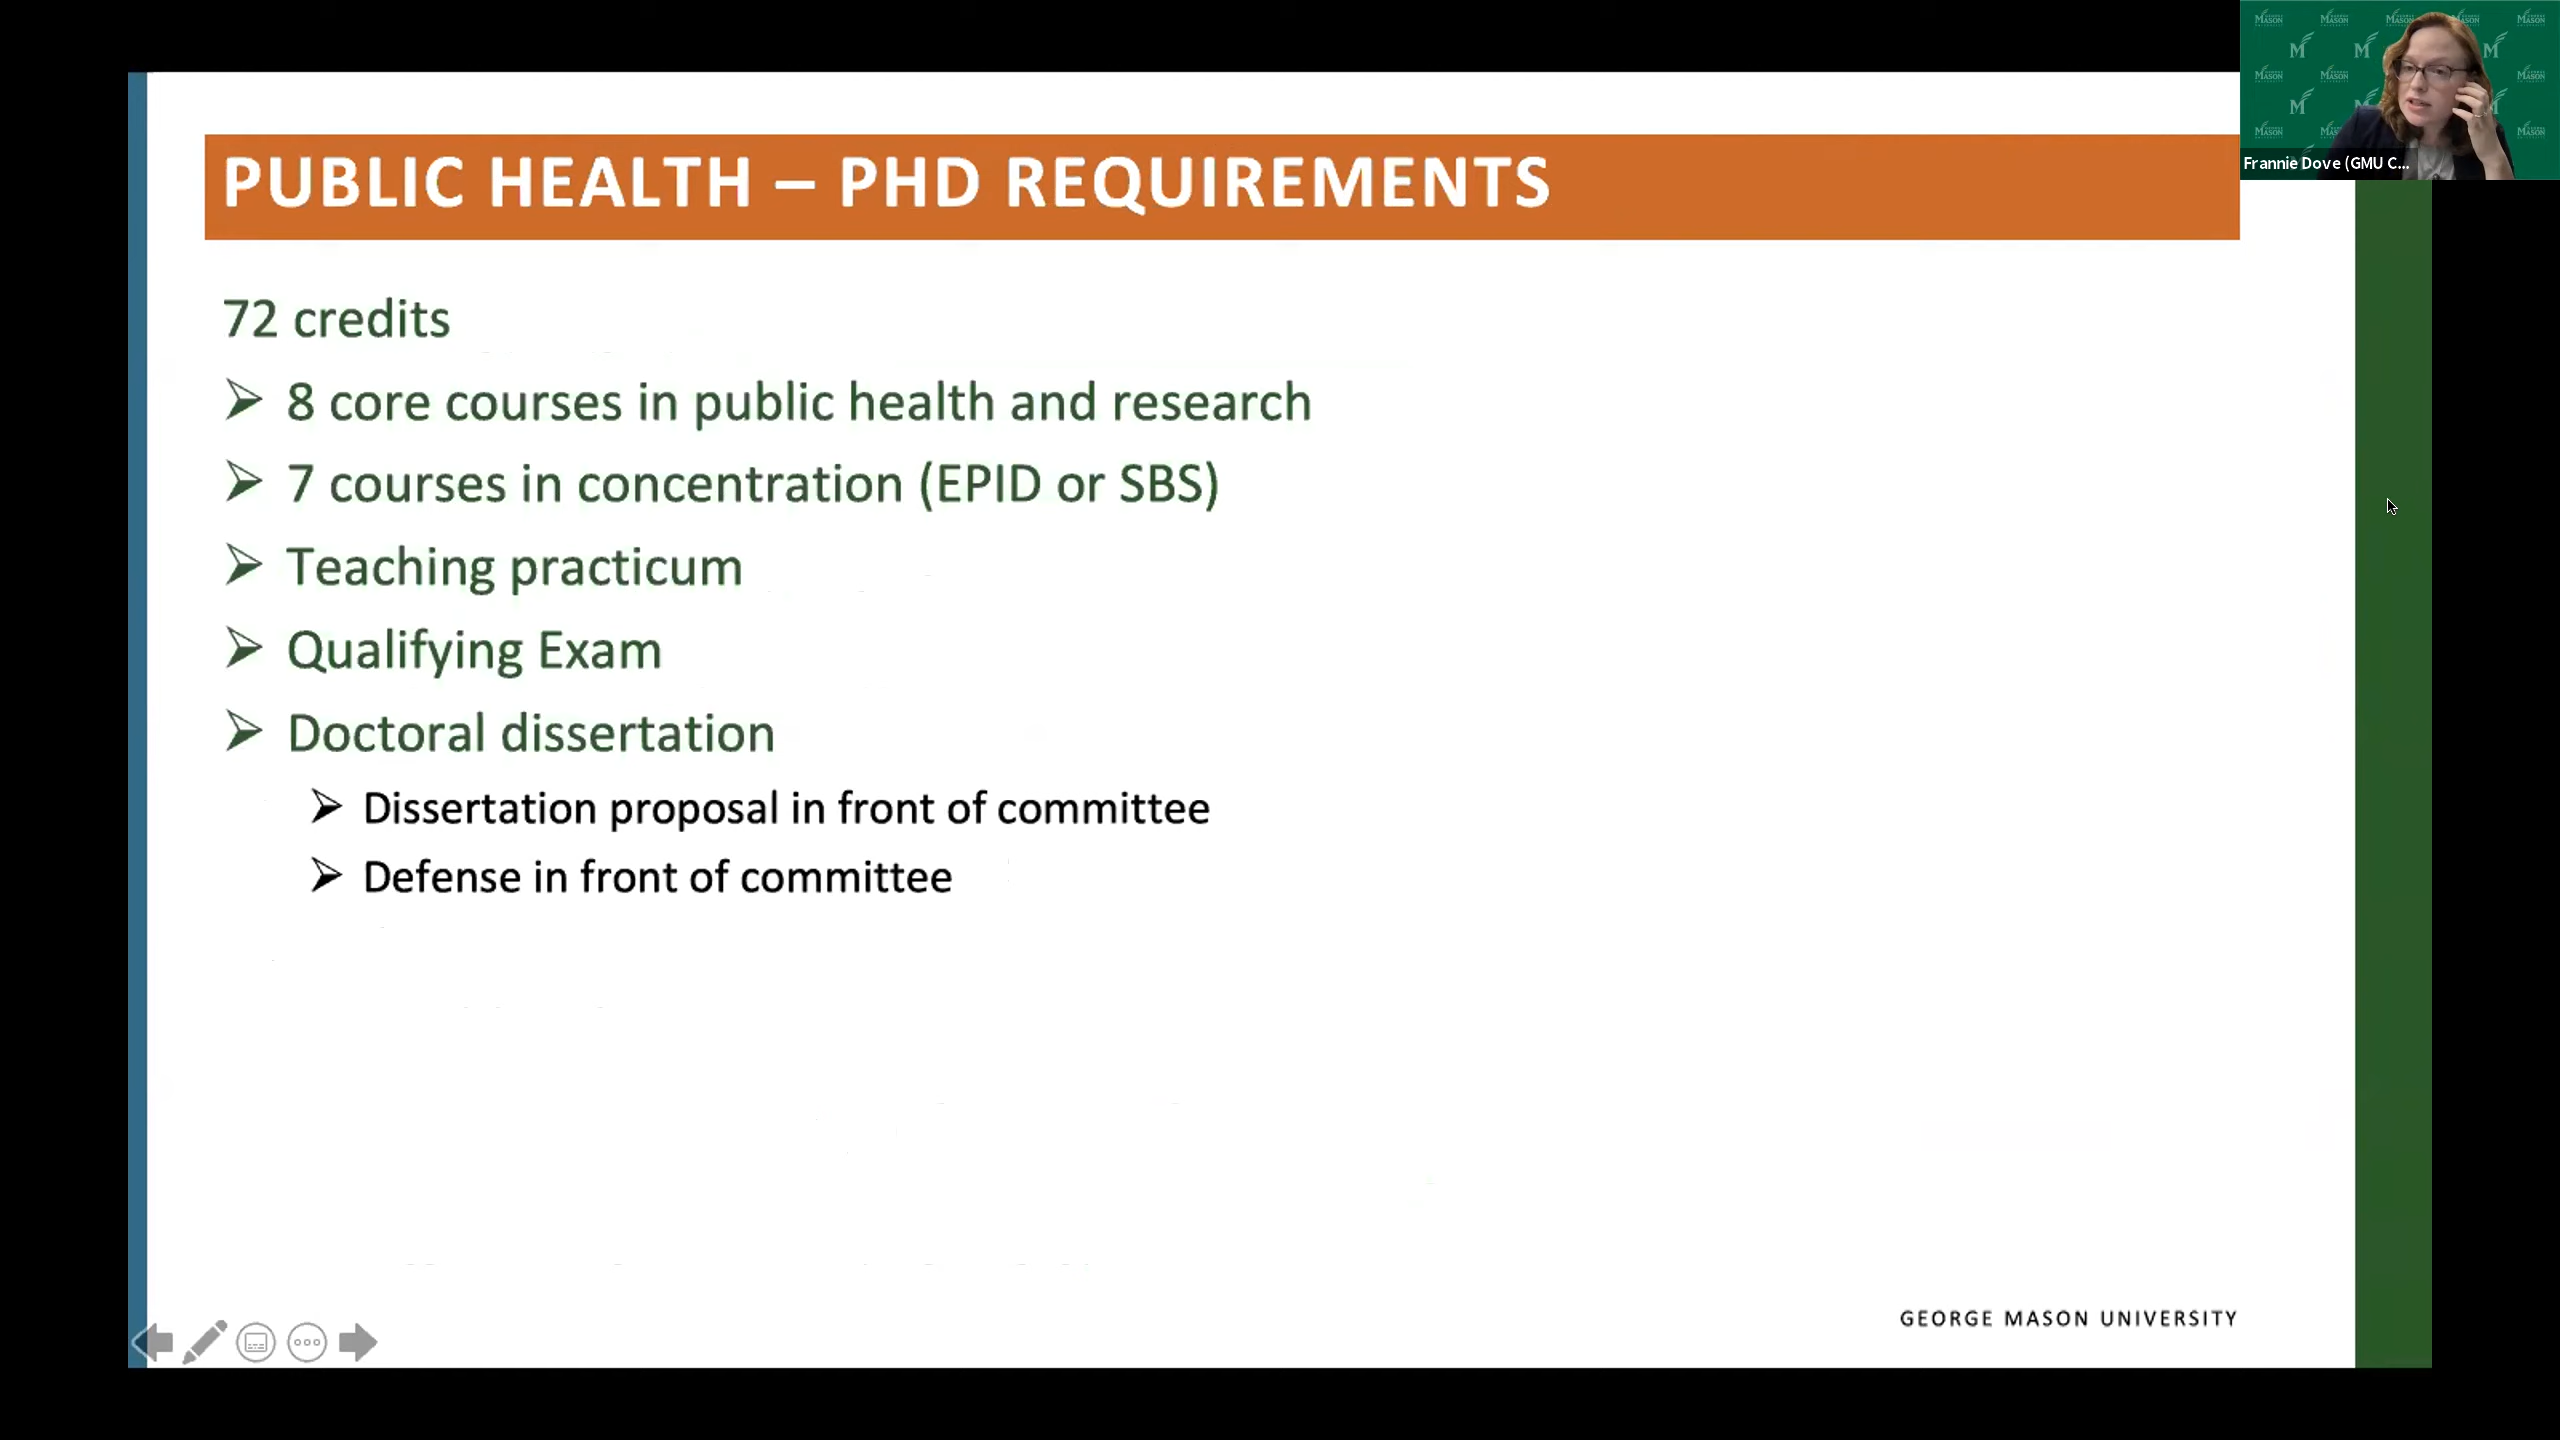 PUBLIC HEALTH – PHD REQUIREMENTS
Frannie Dove (GMU C...
72 credits
8 core courses in public health and research
7 courses in concentration (EPID or SBS)
Teaching practicum
Qualifying Exam
Doctoral dissertation
Dissertation proposal in front of committee
Defense in front of committee
GEORGE MASON UNIVERSITY